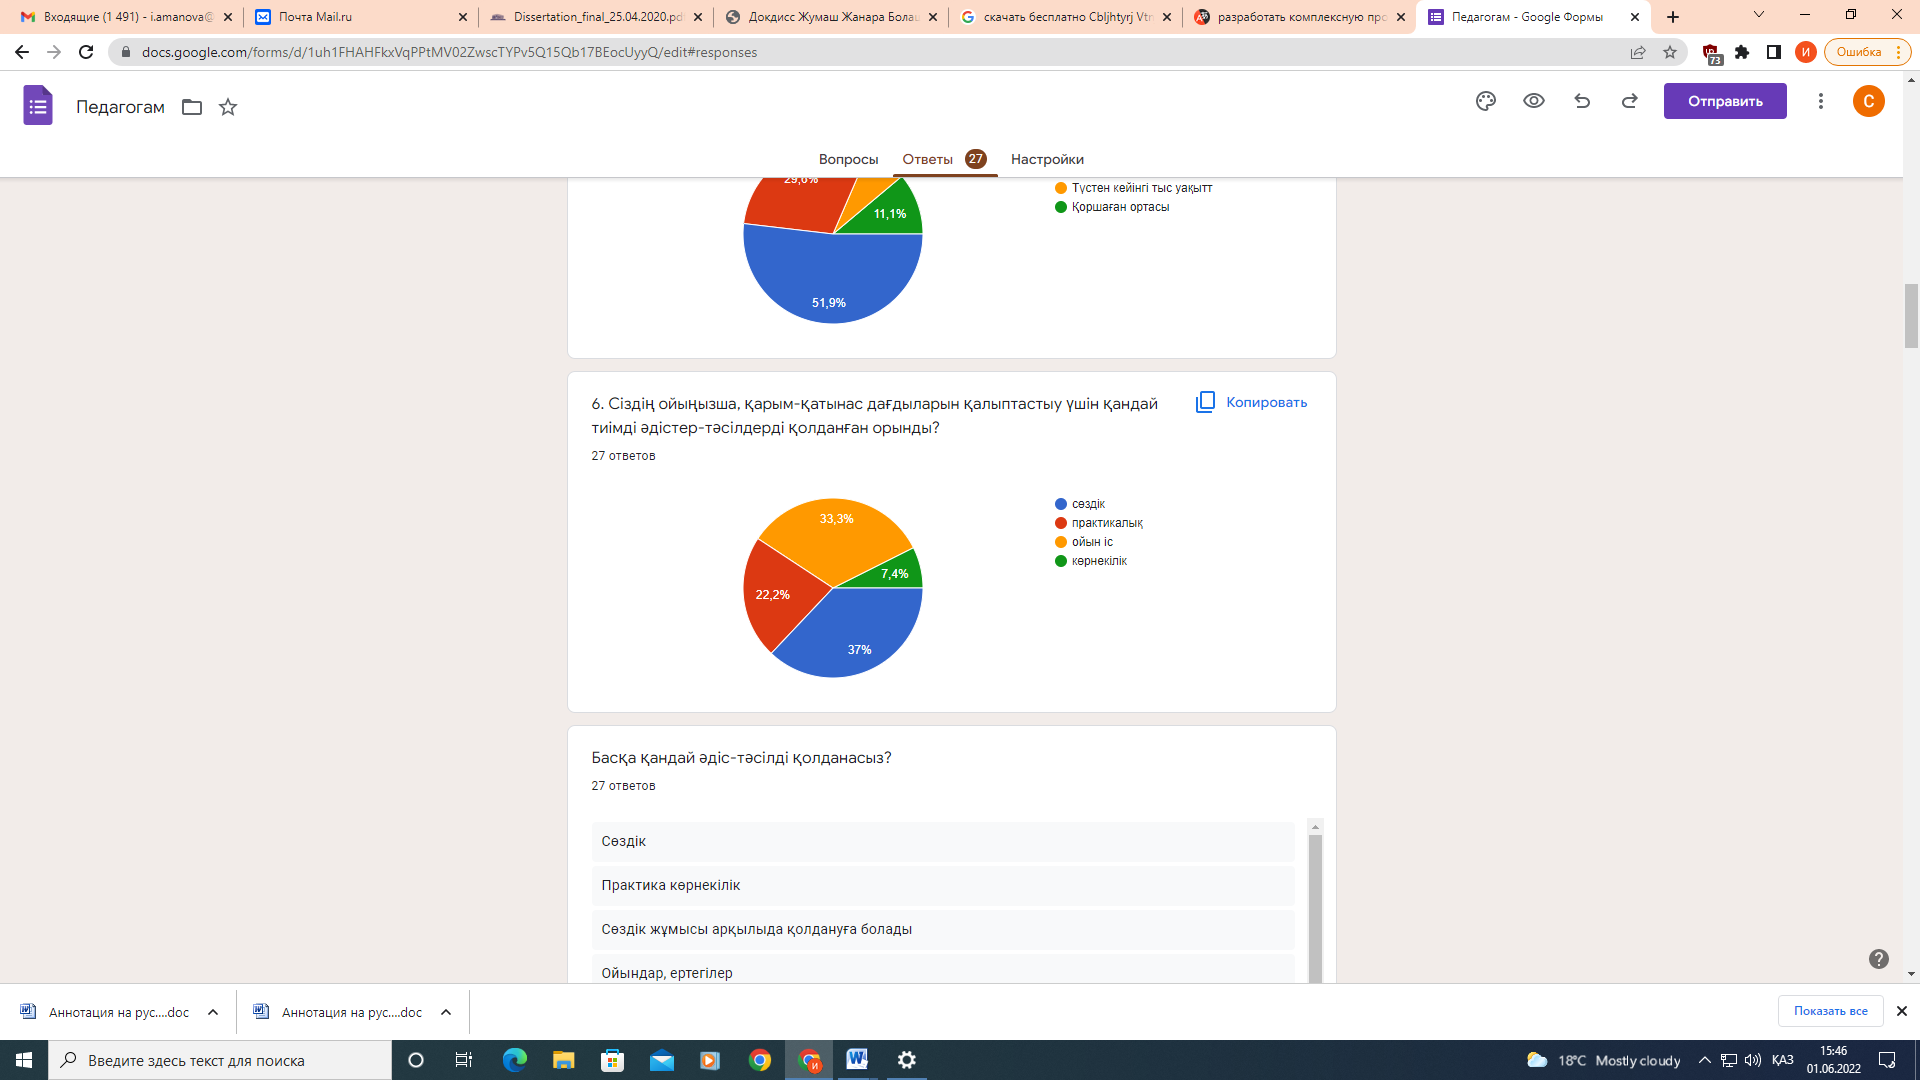 Входящие (1 491) - i.amanova@
Почта Mail.ru
Dissertation_final_25.04.2020.pd
Докдисс Жумаш Жанара Болац
скачать бесплатно Cbljhtyrj Vtn
разработать комплексную про
Педагогам - Google Формы
docs.google.com/forms/d/1uh1FHAHFkxVqPPtMV02ZwscTYPv5Q15Qb17BEocUyyQ/edit#responses
73
И
Ошибка
Педагогам
Отправить
С
Вопросы
Ответы 27
Настройки
29,6%
11,1%
51,9%
Түстен кейінгі тыс уақытт
Қоршаған ортасы
6. Сіздің ойыңызша, қарым-қатынас дағдыларын қалыптастыу үшін қандай
тиімді әдістер-тәсілдерді қолданған орынды?
Копировать
27 ответов
33,3%
7,4%
22,2%
37%
сөздік
практикалық
ойын іс
көрнекілік
Басқа қандай әдіс-тәсілді қолданасыз?
27 ответов
Сөздік
Практика көрнекілік
Сөздік жұмысы арқылыда қолдануға болады
Ойындар, ертегілер
Аннотация на рус....doc
Аннотация на рус....doc
Показать все
Введите здесь текст для поиска
18°C Mostly cloudy
ҚАЗ
15:46
01.06.2022